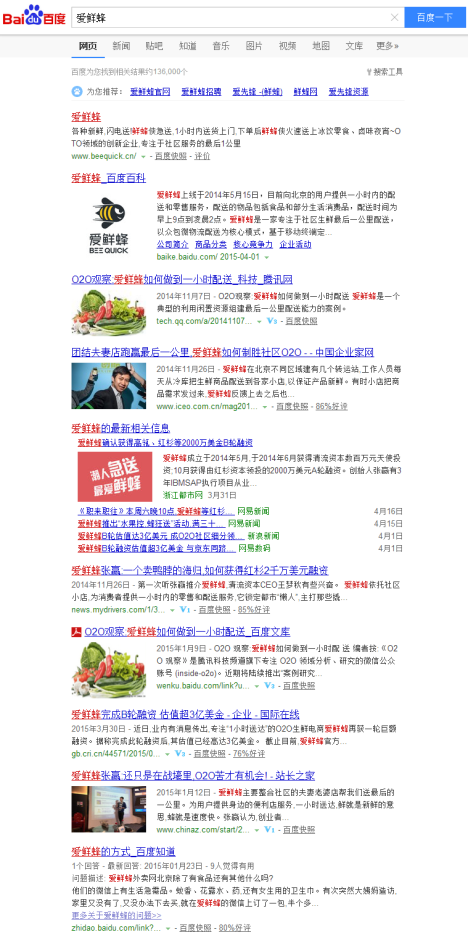 Bai百度 爱鲜蜂 百度一下
网页 新闻 贴吧 知道 音乐 图片 视频 地图 文库 更多»
百度为您找到相关结果约136,000个 搜索工具
为您推荐： 爱鲜蜂官网 爱鲜蜂招聘 爱先锋 -(鲜蜂) 鲜蜂网 爱先锋资源
爱鲜蜂
各种新鲜,闪电送!鲜蜂侠急送,1小时内送货上门,下单后鲜蜂侠火速送上冰饮零食、卤味夜宵~O
TO领域的创新企业,专注于社区服务的最后1公里
www.beequick.cn/ - 百度快照 - 评价
爱鲜蜂_百度百科
爱鲜蜂上线于2014年5月15日，目前向北京的用户提供一小时内的配
送和零售服务，配送的物品包括食品和部分生活消费品，配送时间为
早上9点到凌晨2点。爱鲜蜂是一家专注于社区生鲜最后一公里配送，
以众包微物流配送为核心模式，基于移动终端定...
公司简介 商品分类 核心竞争力 企业活动
baike.baidu.com/ 2015-04-01
爱鲜蜂
BEE QUICK
O2O观察:爱鲜蜂如何做到一小时配送_科技_腾讯网
2014年11月7日 - O2O观察:爱鲜蜂如何做到一小时配送 爱鲜蜂是一个
典型的利用闲置资源组建最后一公里配送能力的案例。
tech.qq.com/a/20141107... - V3 - 百度快照
团结夫妻店跑赢最后一公里,爱鲜蜂如何制胜社区O2O - - 中国企业家网
2014年11月26日 - 爱鲜蜂在北京不同区域建有几个转运站,工作人员每
天从冷库把生鲜商品配送到各家小店,以保证产品新鲜。有时小店把商
品需求发过来,爱鲜蜂反馈上去之后也...
www.iceo.com.cn/mag201... - 百度快照 - 86%好评
爱鲜蜂的最新相关信息
爱鲜蜂确认获得高瓴、红杉等2000万美金B轮融资
懒人急送
就爱爱鲜蜂
爱鲜蜂成立于2014年5月,于2014年6月获得清流资本数百万元天使投
资;10月获得由红杉资本领投的2000万美元A轮融资。创始人张赢有3
年IBMSAP执行项目从业...
浙江都市网 3月31日
《职来职往》本周六晚10点,爱鲜蜂等红杉... 网易新闻 4月16日
爱鲜蜂推出"水果控,蜂狂送"活动,满三十... 网易新闻 4月15日
爱鲜蜂B轮估值达3亿美元 成O2O社区细分领... 新浪新闻 4月1日
爱鲜蜂B轮融资估值超3亿美金 与京东同踏... 网易数码 4月1日
爱鲜蜂张赢:一个卖鸭脖的海归,如何获得红杉2千万美元融资
2014年11月26日 - 第一次听张赢推介爱鲜蜂,清流资本CEO王梦秋有些兴奋。 爱鲜蜂依托社区
小店,为消费者提供一小时内的零售和配送服务,它锁定都市"懒人",主打那些撬...
news.mydrivers.com/1/3... - V1 - 百度快照 - 85%好评
O2O观察:爱鲜蜂如何做到一小时配送_百度文库
2015年1月9日 - O2O 观察:爱鲜蜂如何做到一小时配 送 编者按:《O2
O 观察》是腾讯科技频道旗下专注 O2O 领域分析、研究的微信公众
账号 (inside-o2o)。近期将陆续推出"案例研究...
wenku.baidu.com/link?u... - V3 - 百度快照
爱鲜蜂完成B轮融资 估值超3亿美金 - 企业 - 国际在线
2015年3月30日 - 近日,业内有消息传出,专注"1小时送达"的O2O生鲜电商爱鲜蜂再获一轮巨额
融资。据称完成此轮融资后,其估值已经高达3亿美金。 截止目前,爱鲜蜂官方...
gb.cri.cn/44571/2015/0... - V3 - 百度快照 - 76%好评
爱鲜蜂张赢:还只是在战壕里,O2O苦才有机会! - 站长之家
2015年1月12日 - 爱鲜蜂主要整合社区的夫妻老婆店帮我们送最后的
一公里。为用户提供身边的便利店服务,一小时送达,鲜就是新鲜的意
思,蜂就是速度快。张赢认为,创业者...
www.chinaz.com/start/2... - V1 - 百度快照
爱鲜蜂的方式_百度知道
1个回答 - 最新回答: 2015年01月23日 - 9人觉得有用
问题描述: 爱鲜蜂外卖网北京除了有食品还有其他什么吗?
他们的微信上有生活急需品。蚊香、花露水、药,还有女生用的卫生巾。有次突然大姨妈造访,
家里又没有了,又没办法下去买,就在爱鲜蜂的微信上订了一包,半个多...
更多关于爱鲜蜂的问题>>
zhidao.baidu.com/link?... - 百度快照 - 80%好评